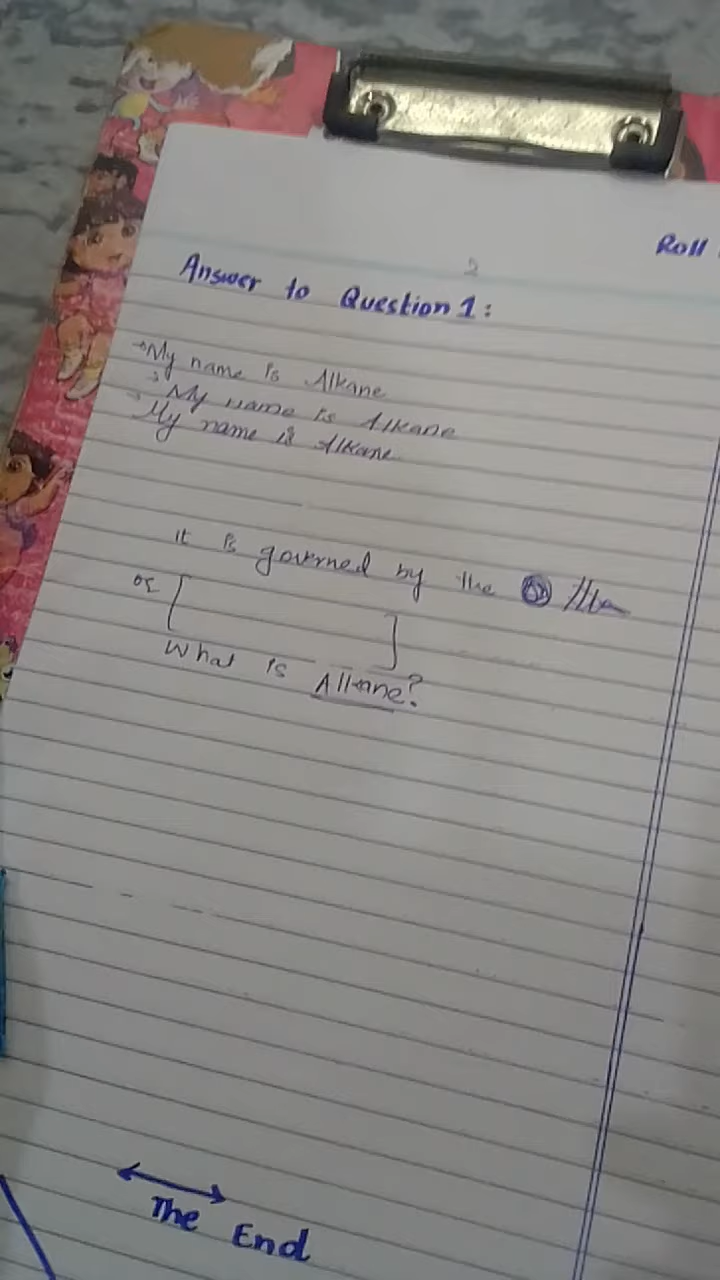 2
Roll
Answer to Question 1:
→My name is Alkane
→ My name is Alkane
→ My name is Alkane
it is governed by the
What is Alkane?
The End